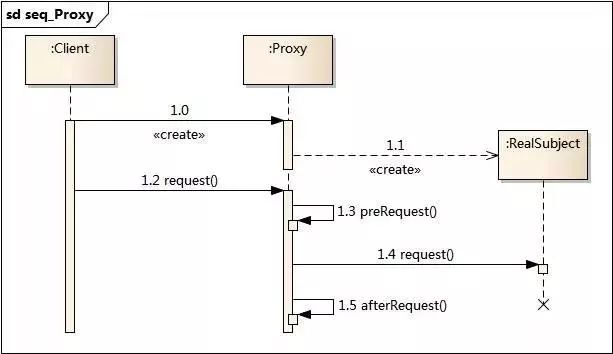 sd seq_Proxy
:Client
:Proxy
1.0
«create»
:RealSubject
1.1
«create»
1.2 request()
1.3 preRequest()
1.4 request()
1.5 afterRequest()